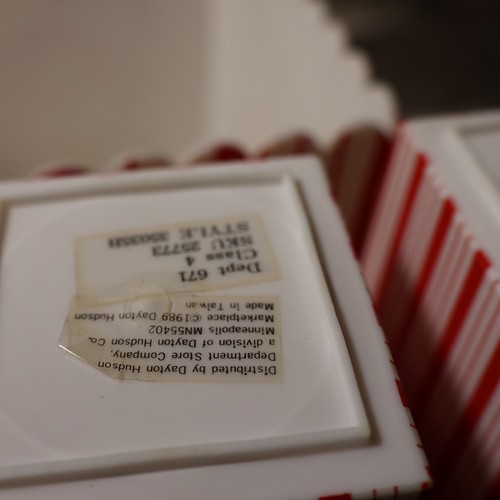 Distributed by Dayton Hudson
Department Store Company,
a division of Dayton Hudson Co.
Minneapolis MN55402
Marketplace © 1989 Dayton Hudson
Made in Taiwan
Dept 671
Class 4
SKU 25773
STYLE